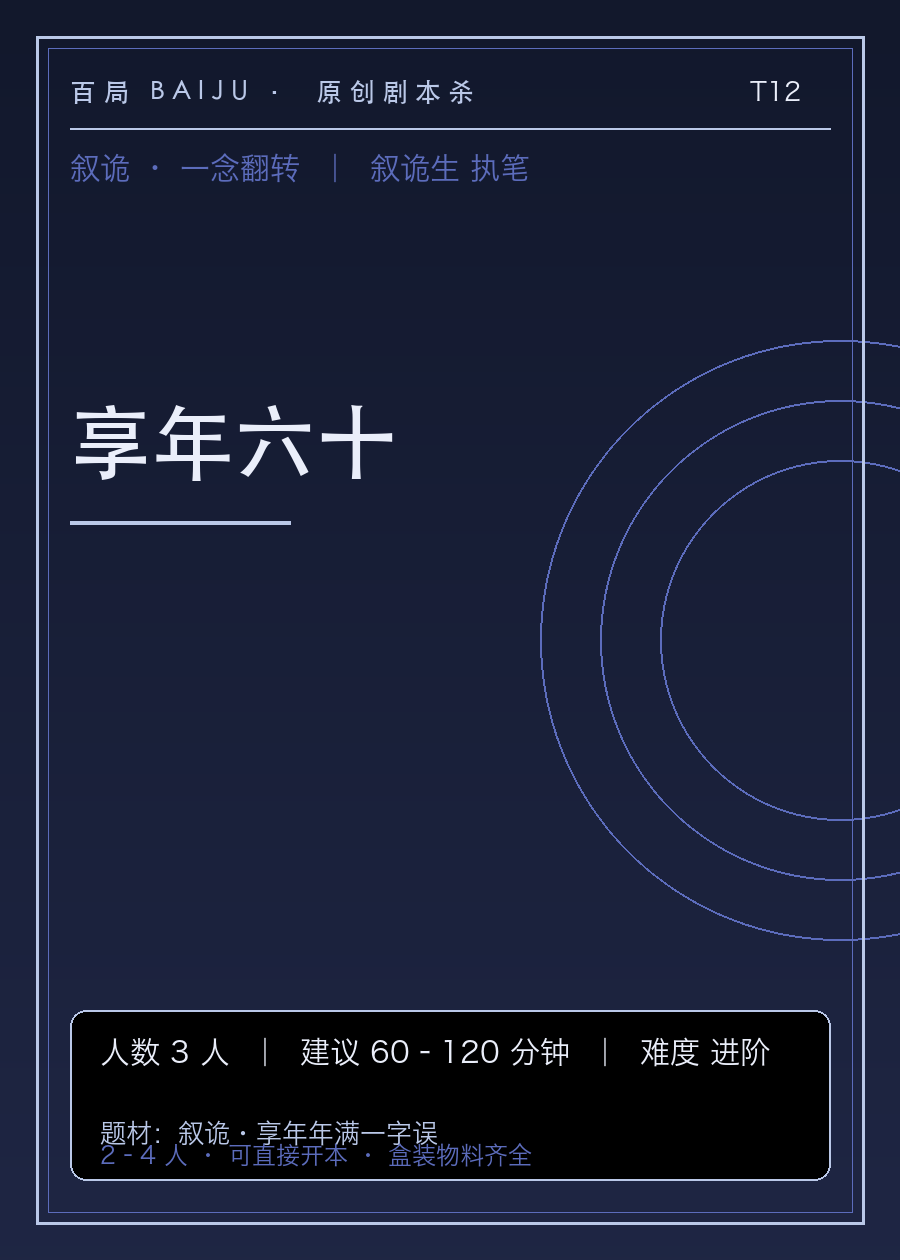 百局 BAIJU · 原创剧本杀 T12
叙诡 · 一念翻转 | 叙诡生 执笔
享年六十
人数 3 人 | 建议 60 - 120 分钟 | 难度 进阶
题材: 叙诡 · 享年年满一字误
2 - 4 人 · 可直接开本 · 盒装物料齐全